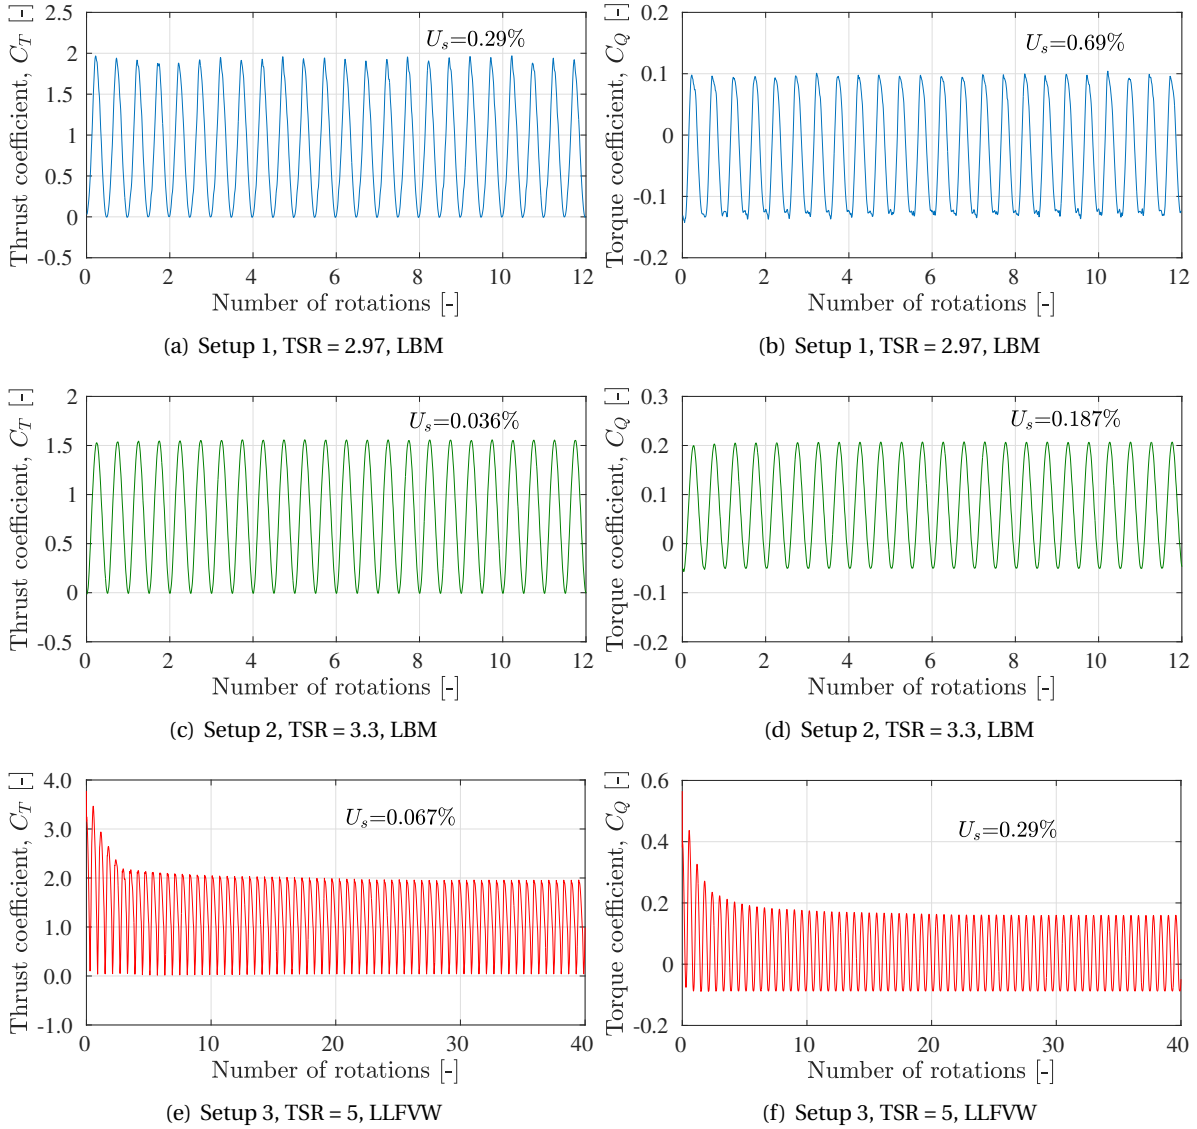 Thrust coefficient, C_T [-]
2.5
2
1.5
1
0.5
0
-0.5
U_s=0.29%
0 2 4 6 8 10 12
Number of rotations [-]
(a) Setup 1, TSR = 2.97, LBM
Torque coefficient, C_Q [-]
0.2
0.1
0
-0.1
-0.2
U_s=0.69%
0 2 4 6 8 10 12
Number of rotations [-]
(b) Setup 1, TSR = 2.97, LBM
Thrust coefficient, C_T [-]
2
1.5
1
0.5
0
-0.5
U_s=0.036%
0 2 4 6 8 10 12
Number of rotations [-]
(c) Setup 2, TSR = 3.3, LBM
Torque coefficient, C_Q [-]
0.3
0.2
0.1
0
-0.1
-0.2
U_s=0.187%
0 2 4 6 8 10 12
Number of rotations [-]
(d) Setup 2, TSR = 3.3, LBM
Thrust coefficient, C_T [-]
4.0
3.0
2.0
1.0
0.0
-1.0
U_s=0.067%
0 10 20 30 40
Number of rotations [-]
(e) Setup 3, TSR = 5, LLFVW
Torque coefficient, C_Q [-]
0.6
0.4
0.2
0
-0.2
U_s=0.29%
0 10 20 30 40
Number of rotations [-]
(f) Setup 3, TSR = 5, LLFVW